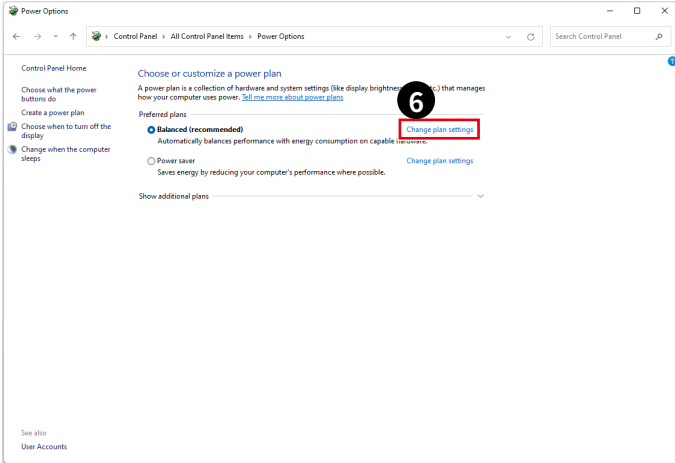 Power Options
Control Panel > All Control Panel Items > Power Options
Search Control Panel
Control Panel Home
Choose what the power
buttons do
Create a power plan
Choose when to turn off the
display
Change when the computer
sleeps
Choose or customize a power plan
A power plan is a collection of hardware and system settings (like display brightness, etc.) that manages
how your computer uses power. Tell me more about power plans
6
Preferred plans
Balanced (recommended)
Change plan settings
Automatically balances performance with energy consumption on capable hardware.
Power saver
Change plan settings
Saves energy by reducing your computer's performance where possible.
Show additional plans
See also
User Accounts
?